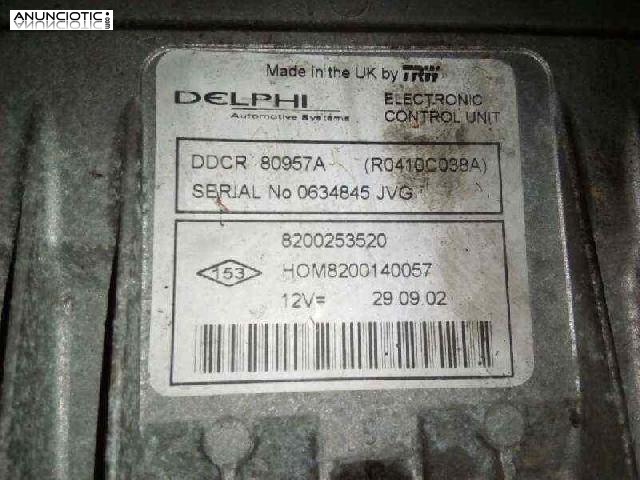 ANUNCIOTIC.com
Made in the UK by TRW
DELPHI
Automotive Systems
ELECTRONIC
CONTROL UNIT
DDCR 80957A (R0410C038A)
SERIAL No 0634845 JVG
8200253520
153
HOM8200140057
12V= 29.09.02